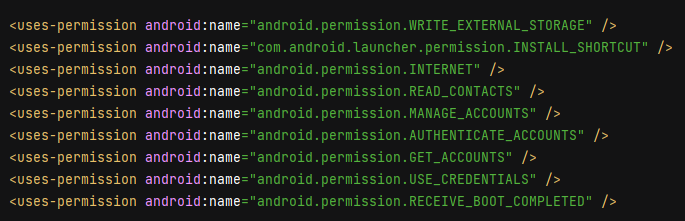 <uses-permission android:name="android.permission.WRITE_EXTERNAL_STORAGE" />
<uses-permission android:name="com.android.launcher.permission.INSTALL_SHORTCUT" />
<uses-permission android:name="android.permission.INTERNET" />
<uses-permission android:name="android.permission.READ_CONTACTS" />
<uses-permission android:name="android.permission.MANAGE_ACCOUNTS" />
<uses-permission android:name="android.permission.AUTHENTICATE_ACCOUNTS" />
<uses-permission android:name="android.permission.GET_ACCOUNTS" />
<uses-permission android:name="android.permission.USE_CREDENTIALS" />
<uses-permission android:name="android.permission.RECEIVE_BOOT_COMPLETED" />